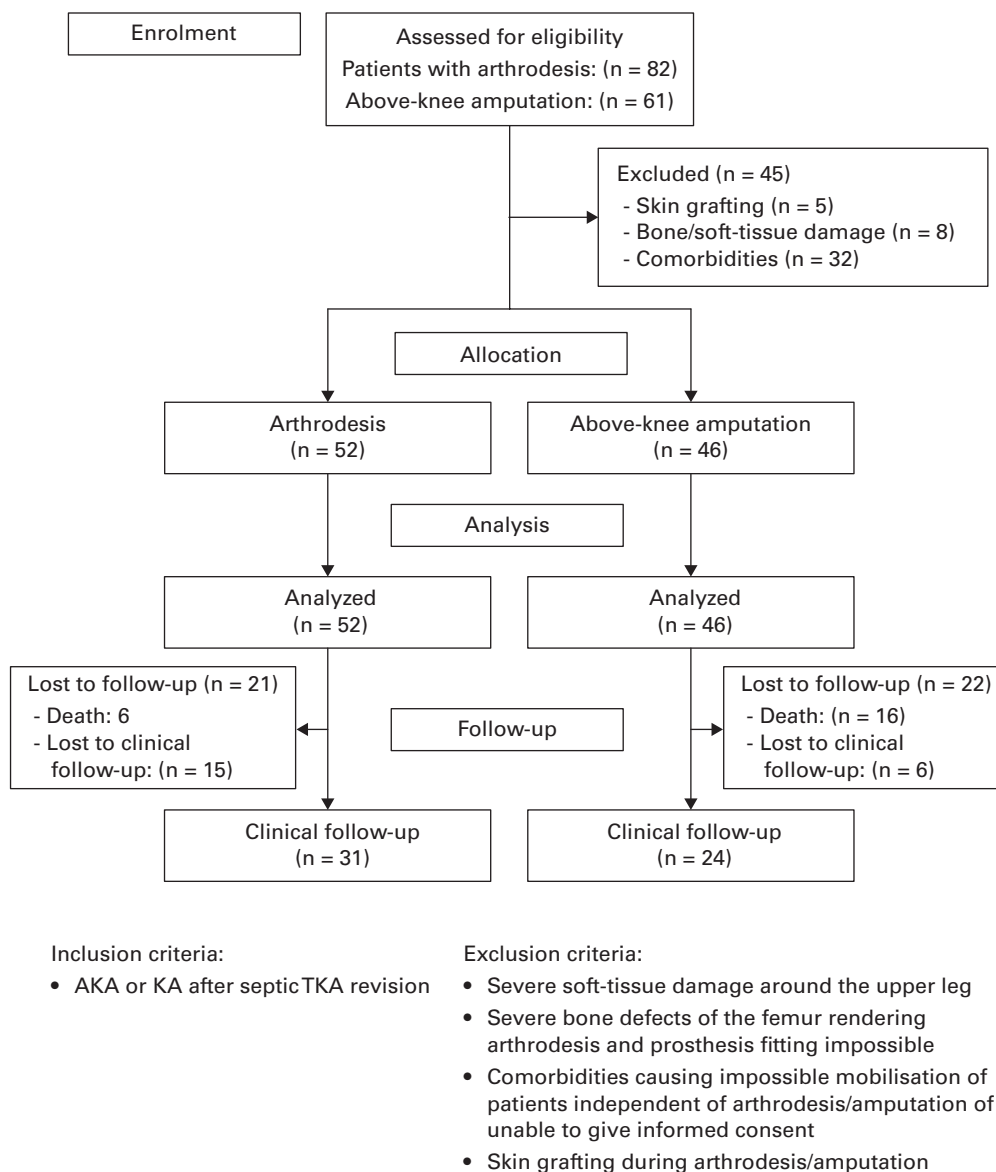 Enrolment
Assessed for eligibility
Patients with arthrodesis: (n = 82)
Above-knee amputation: (n = 61)
Excluded (n = 45)
- Skin grafting (n = 5)
- Bone/soft-tissue damage (n = 8)
- Comorbidities (n = 32)
Allocation
Arthrodesis
(n = 52)
Above-knee amputation
(n = 46)
Analysis
Analyzed
(n = 52)
Analyzed
(n = 46)
Lost to follow-up (n = 21)
- Death: 6
- Lost to clinical
follow-up: (n = 15)
Follow-up
Lost to follow-up (n = 22)
- Death: (n = 16)
- Lost to clinical
follow-up: (n = 6)
Clinical follow-up
(n = 31)
Clinical follow-up
(n = 24)
Inclusion criteria:
• AKA or KA after septic TKA revision
Exclusion criteria:
• Severe soft-tissue damage around the upper leg
• Severe bone defects of the femur rendering
arthrodesis and prosthesis fitting impossible
• Comorbidities causing impossible mobilisation of
patients independent of arthrodesis/amputation of
unable to give informed consent
• Skin grafting during arthrodesis/amputation